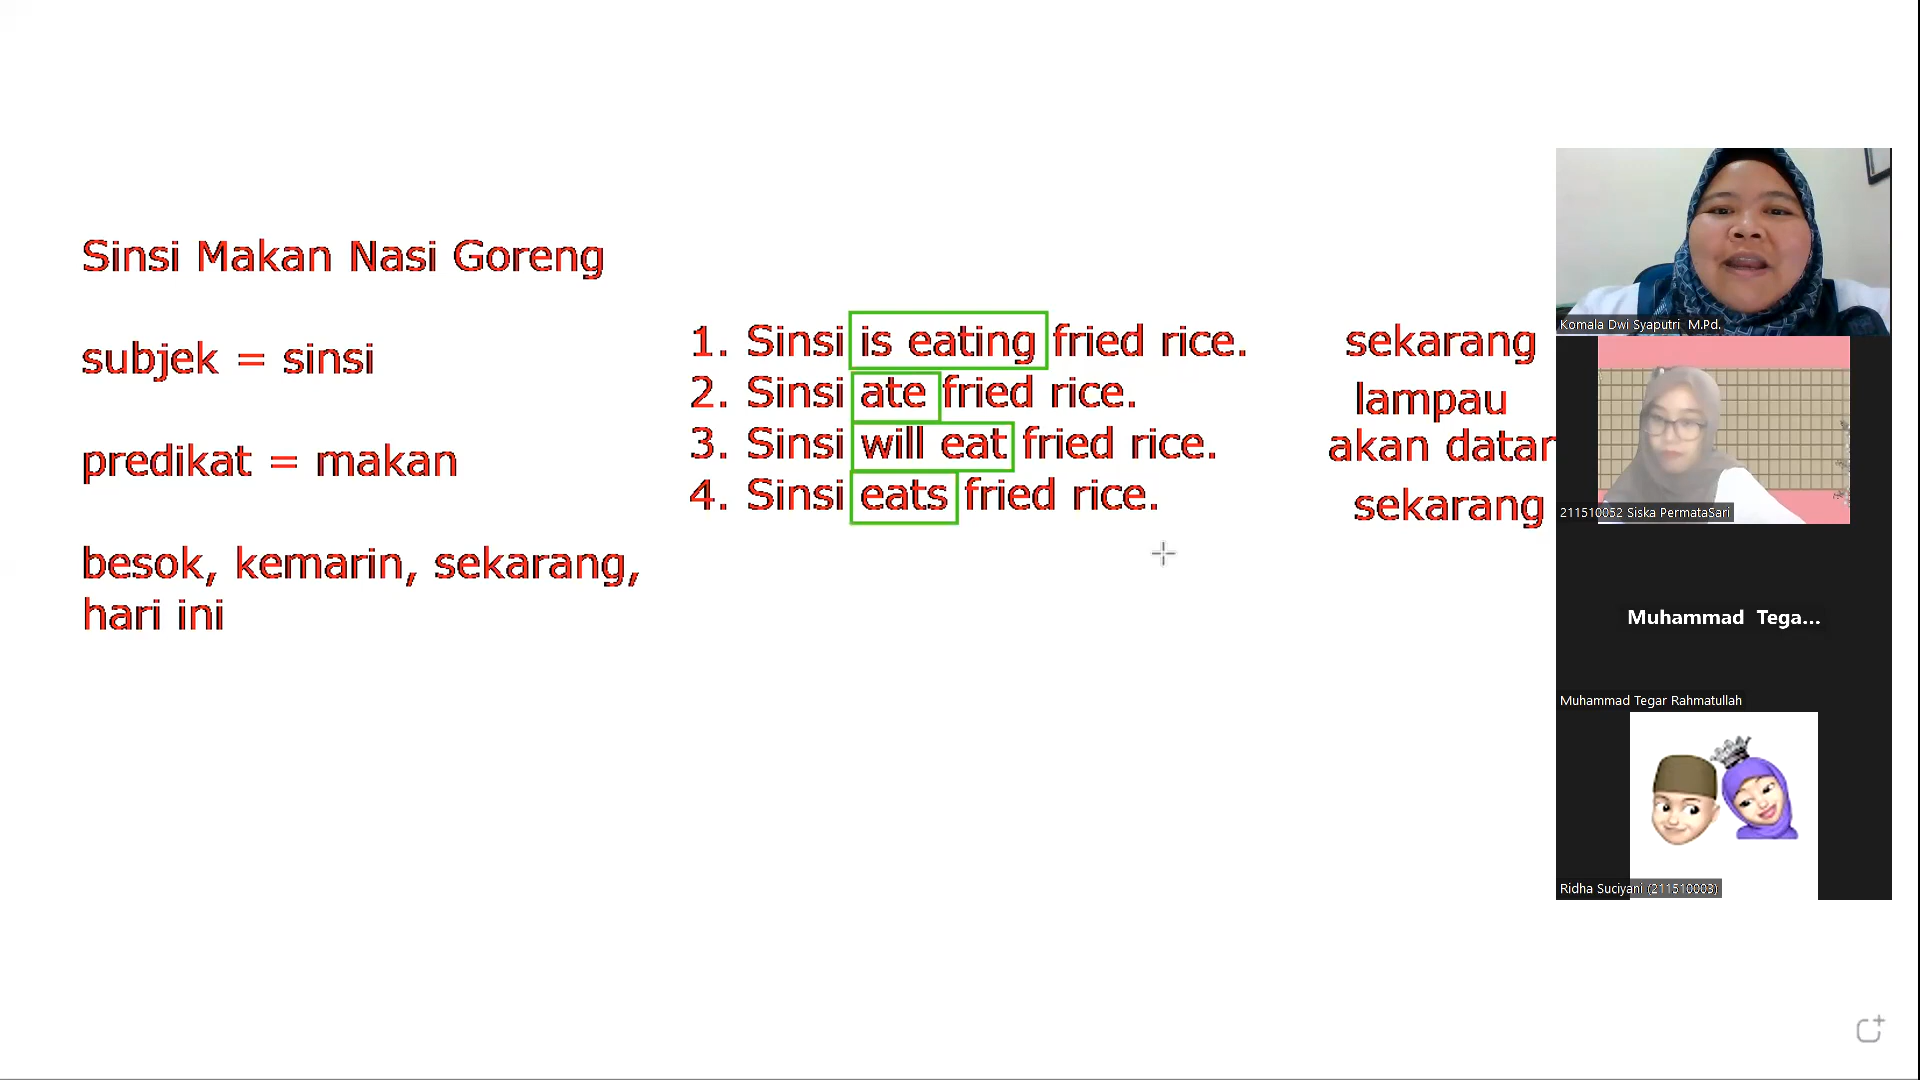 Sinsi Makan Nasi Goreng
subjek = sinsi
predikat = makan
besok, kemarin, sekarang,
hari ini
1. Sinsi is eating fried rice. sekarang
2. Sinsi ate fried rice. lampau
3. Sinsi will eat fried rice. akan datan
4. Sinsi eats fried rice. sekarang
Komala Dwi Syaputri M.Pd.
211510052 Siska PermataSari
Muhammad Tega...
Muhammad Tegar Rahmatullah
Ridha Suciyani (211510003)